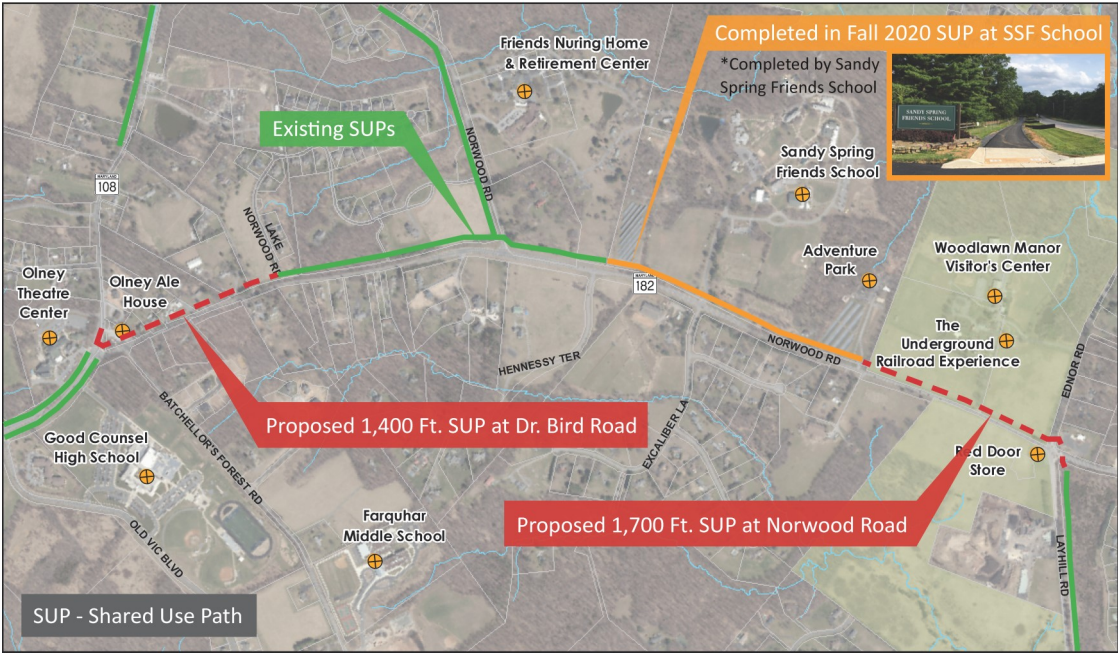 Completed in Fall 2020 SUP at SSF School
*Completed by Sandy
Spring Friends School
SANDY SPRING
FRIENDS SCHOOL
Friends Nuring Home
& Retirement Center
Existing SUPs
NORWOOD RD
Sandy Spring
Friends School
MARYLAND
108
LAKE
NORWOOD RD
Adventure
Park
Woodlawn Manor
Visitor's Center
Olney
Theatre
Center
Olney Ale
House
MARYLAND
182
The
Underground
Railroad Experience
NORWOOD RD
HENNESSY TER
EDNOR RD
Proposed 1,400 Ft. SUP at Dr. Bird Road
BATCHELLOR'S FOREST RD
EXCALIBER LA
Good Counsel
High School
Red Door
Store
Proposed 1,700 Ft. SUP at Norwood Road
OLD VIC BLVD
Farquhar
Middle School
LAYHILL RD
SUP - Shared Use Path